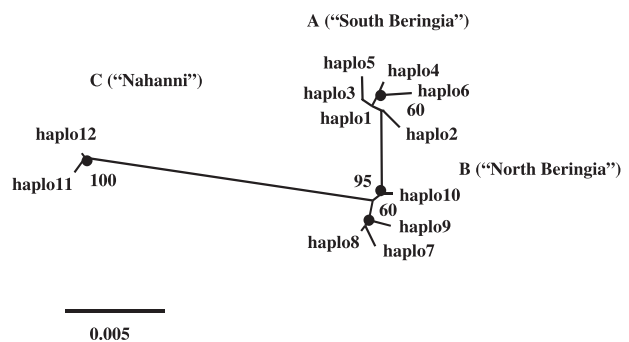 A (“South Beringia”)
haplo5
haplo4
C (“Nahanni”)
haplo3
haplo6
60
haplo1
haplo2
haplo12
B (“North Beringia”)
haplo11
100
95
haplo10
60
haplo9
haplo8
haplo7
0.005